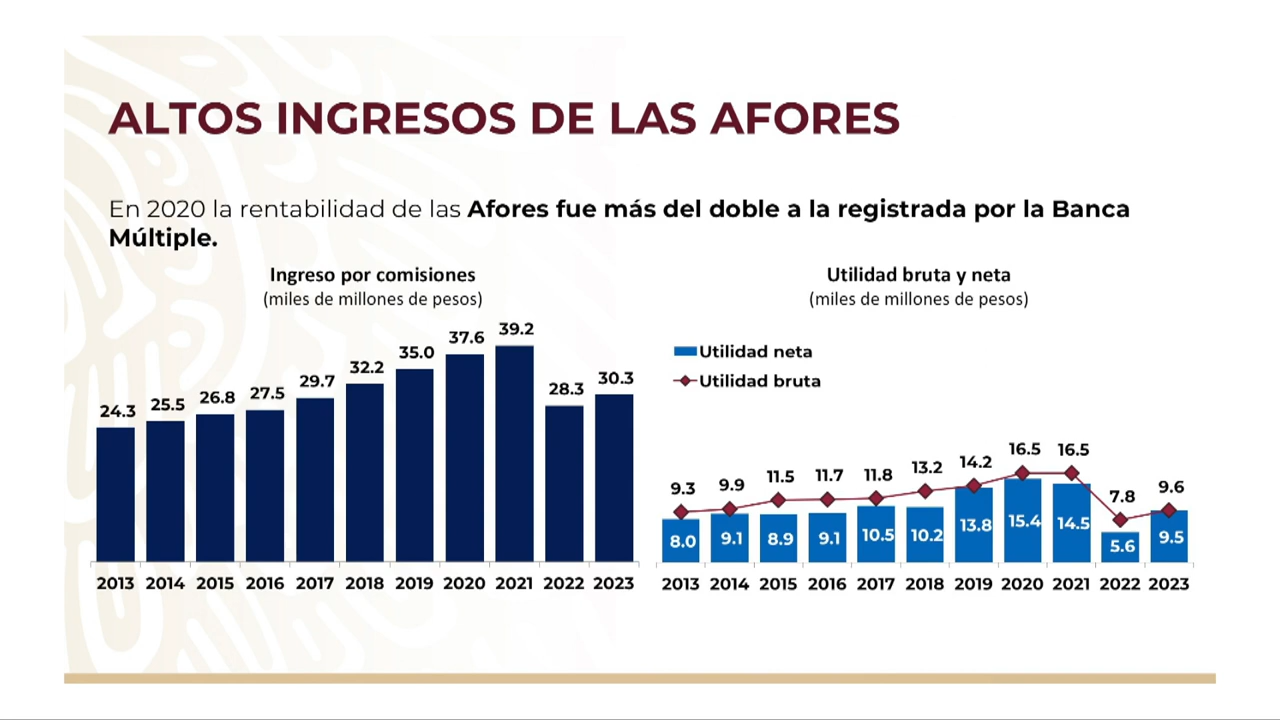 ALTOS INGRESOS DE LAS AFORES
En 2020 la rentabilidad de las Afores fue más del doble a la registrada por la Banca
Múltiple.
Ingreso por comisiones
(miles de millones de pesos)
24.3 25.5 26.8 27.5 29.7 32.2 35.0 37.6 39.2 28.3 30.3
2013 2014 2015 2016 2017 2018 2019 2020 2021 2022 2023
Utilidad bruta y neta
(miles de millones de pesos)
Utilidad neta
Utilidad bruta
9.3 9.9 11.5 11.7 11.8 13.2 14.2 16.5 16.5 7.8 9.6
8.0 9.1 8.9 9.1 10.5 10.2 13.8 15.4 14.5 5.6 9.5
2013 2014 2015 2016 2017 2018 2019 2020 2021 2022 2023